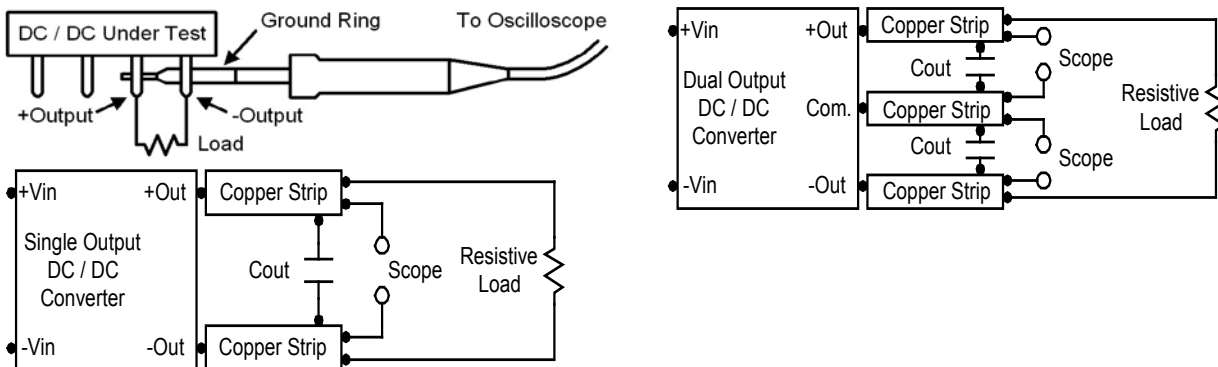 Ground Ring
To Oscilloscope
DC / DC Under Test
+Output
-Output
Load
+Vin
+Out
Copper Strip
Single Output
DC / DC
Converter
Cout
Scope
Resistive
Load
-Vin
-Out
Copper Strip
+Vin
+Out
Copper Strip
Scope
Cout
Dual Output
DC / DC
Converter
Com.
Copper Strip
Resistive
Load
Cout
Scope
-Vin
-Out
Copper Strip